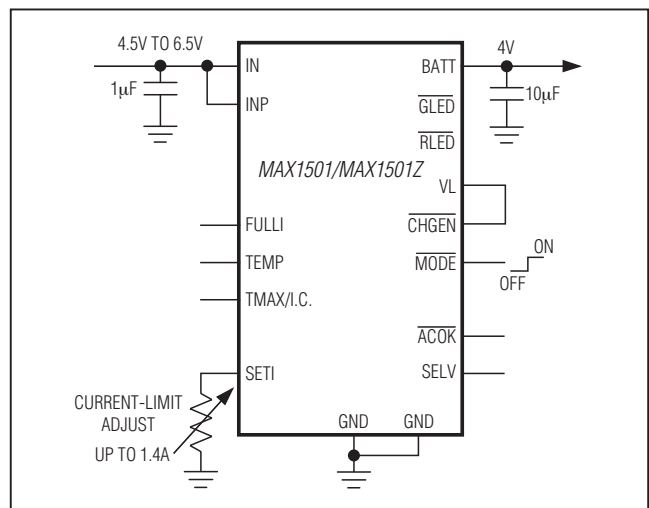 4.5V TO 6.5V
1μF
IN
INP
MAX1501/MAX1501Z
FULLI
TEMP
TMAX/I.C.
SETI
CURRENT-LIMIT
ADJUST
UP TO 1.4A
GND
GND
BATT
4V
10μF
GLED
RLED
VL
CHGEN
MODE
ON
OFF
ACOK
SELV